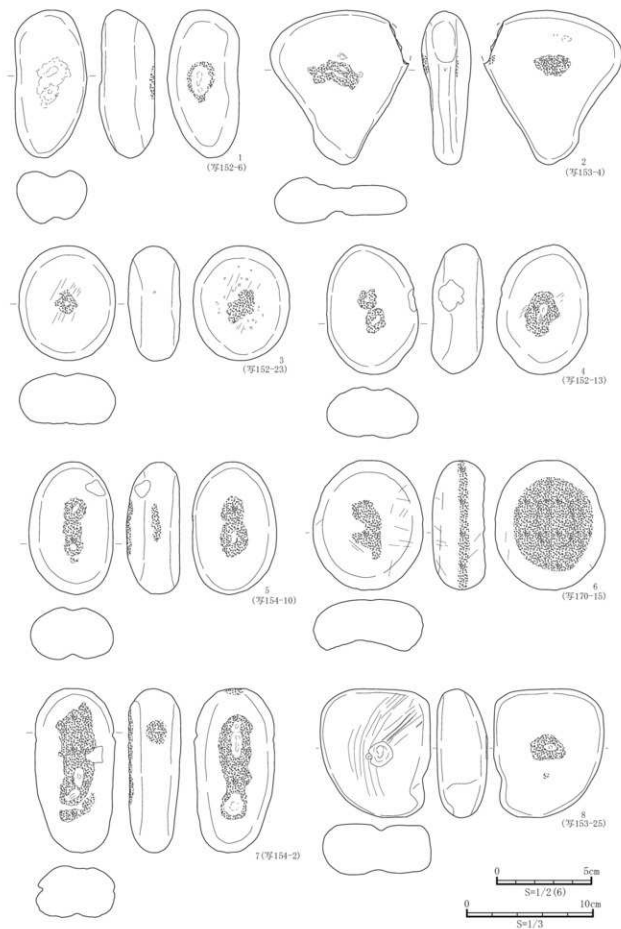 1
(写152-6)
2
(写153-4)
3
(写152-23)
4
(写152-13)
5
(写154-10)
6
(写170-15)
7(写154-2)
8
(写153-25)
0 5cm
S=1/2(6)
0 10cm
S=1/3